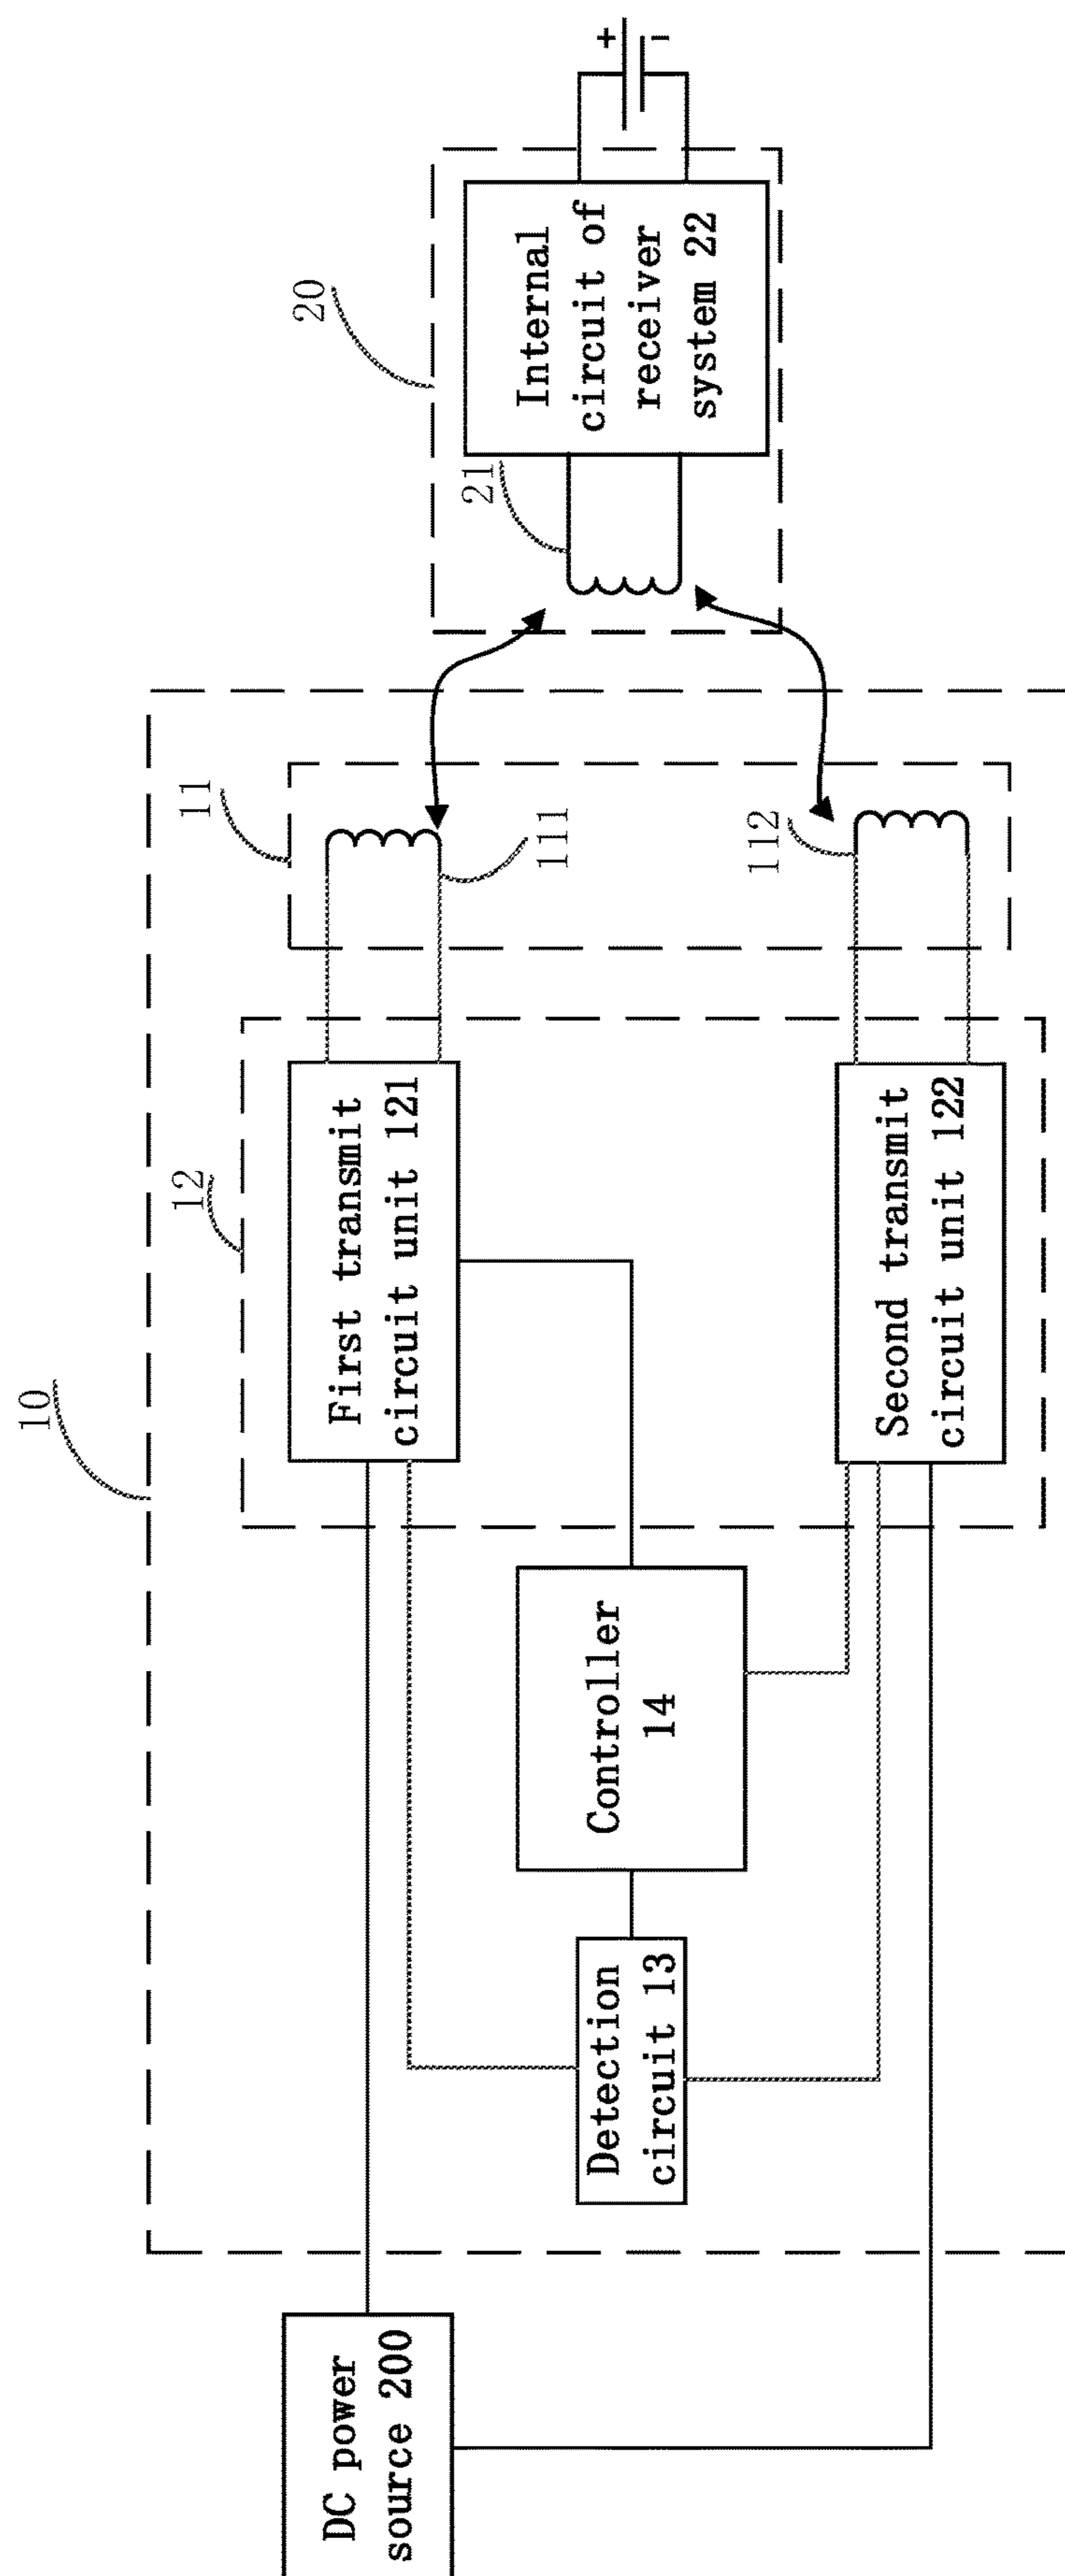 10
12
11
20
DC power
source 200
First transmit
circuit unit 121
111
21
Internal
circuit of
receiver
system 22
+
-
Detection
circuit 13
Controller
14
112
Second transmit
circuit unit 122